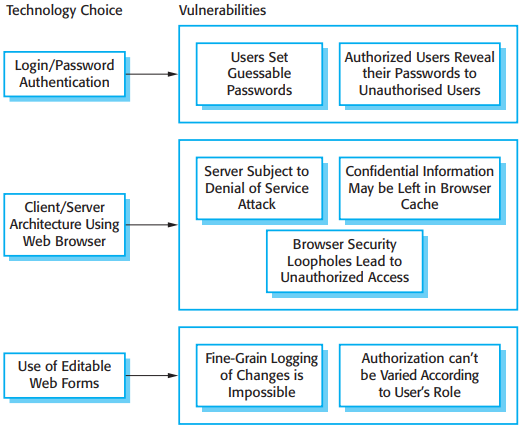 Technology Choice
Vulnerabilities
Login/Password
Authentication
Users Set
Guessable
Passwords
Authorized Users Reveal
their Passwords to
Unauthorised Users
Client/Server
Architecture Using
Web Browser
Server Subject to
Denial of Service
Attack
Confidential Information
May be Left in Browser
Cache
Browser Security
Loopholes Lead to
Unauthorized Access
Use of Editable
Web Forms
Fine-Grain Logging
of Changes is
Impossible
Authorization can't
be Varied According
to User's Role